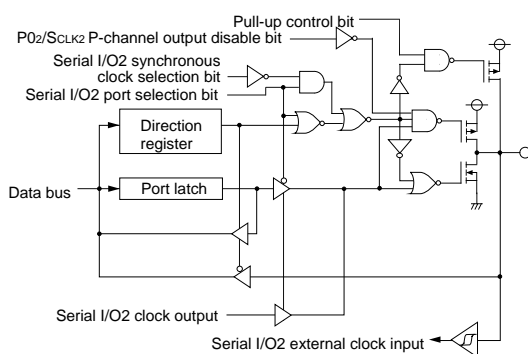 Pull-up control bit
P02/SCLK2 P-channel output disable bit
Serial I/O2 synchronous
clock selection bit
Serial I/O2 port selection bit
Direction
register
Data bus
Port latch
Serial I/O2 clock output
Serial I/O2 external clock input